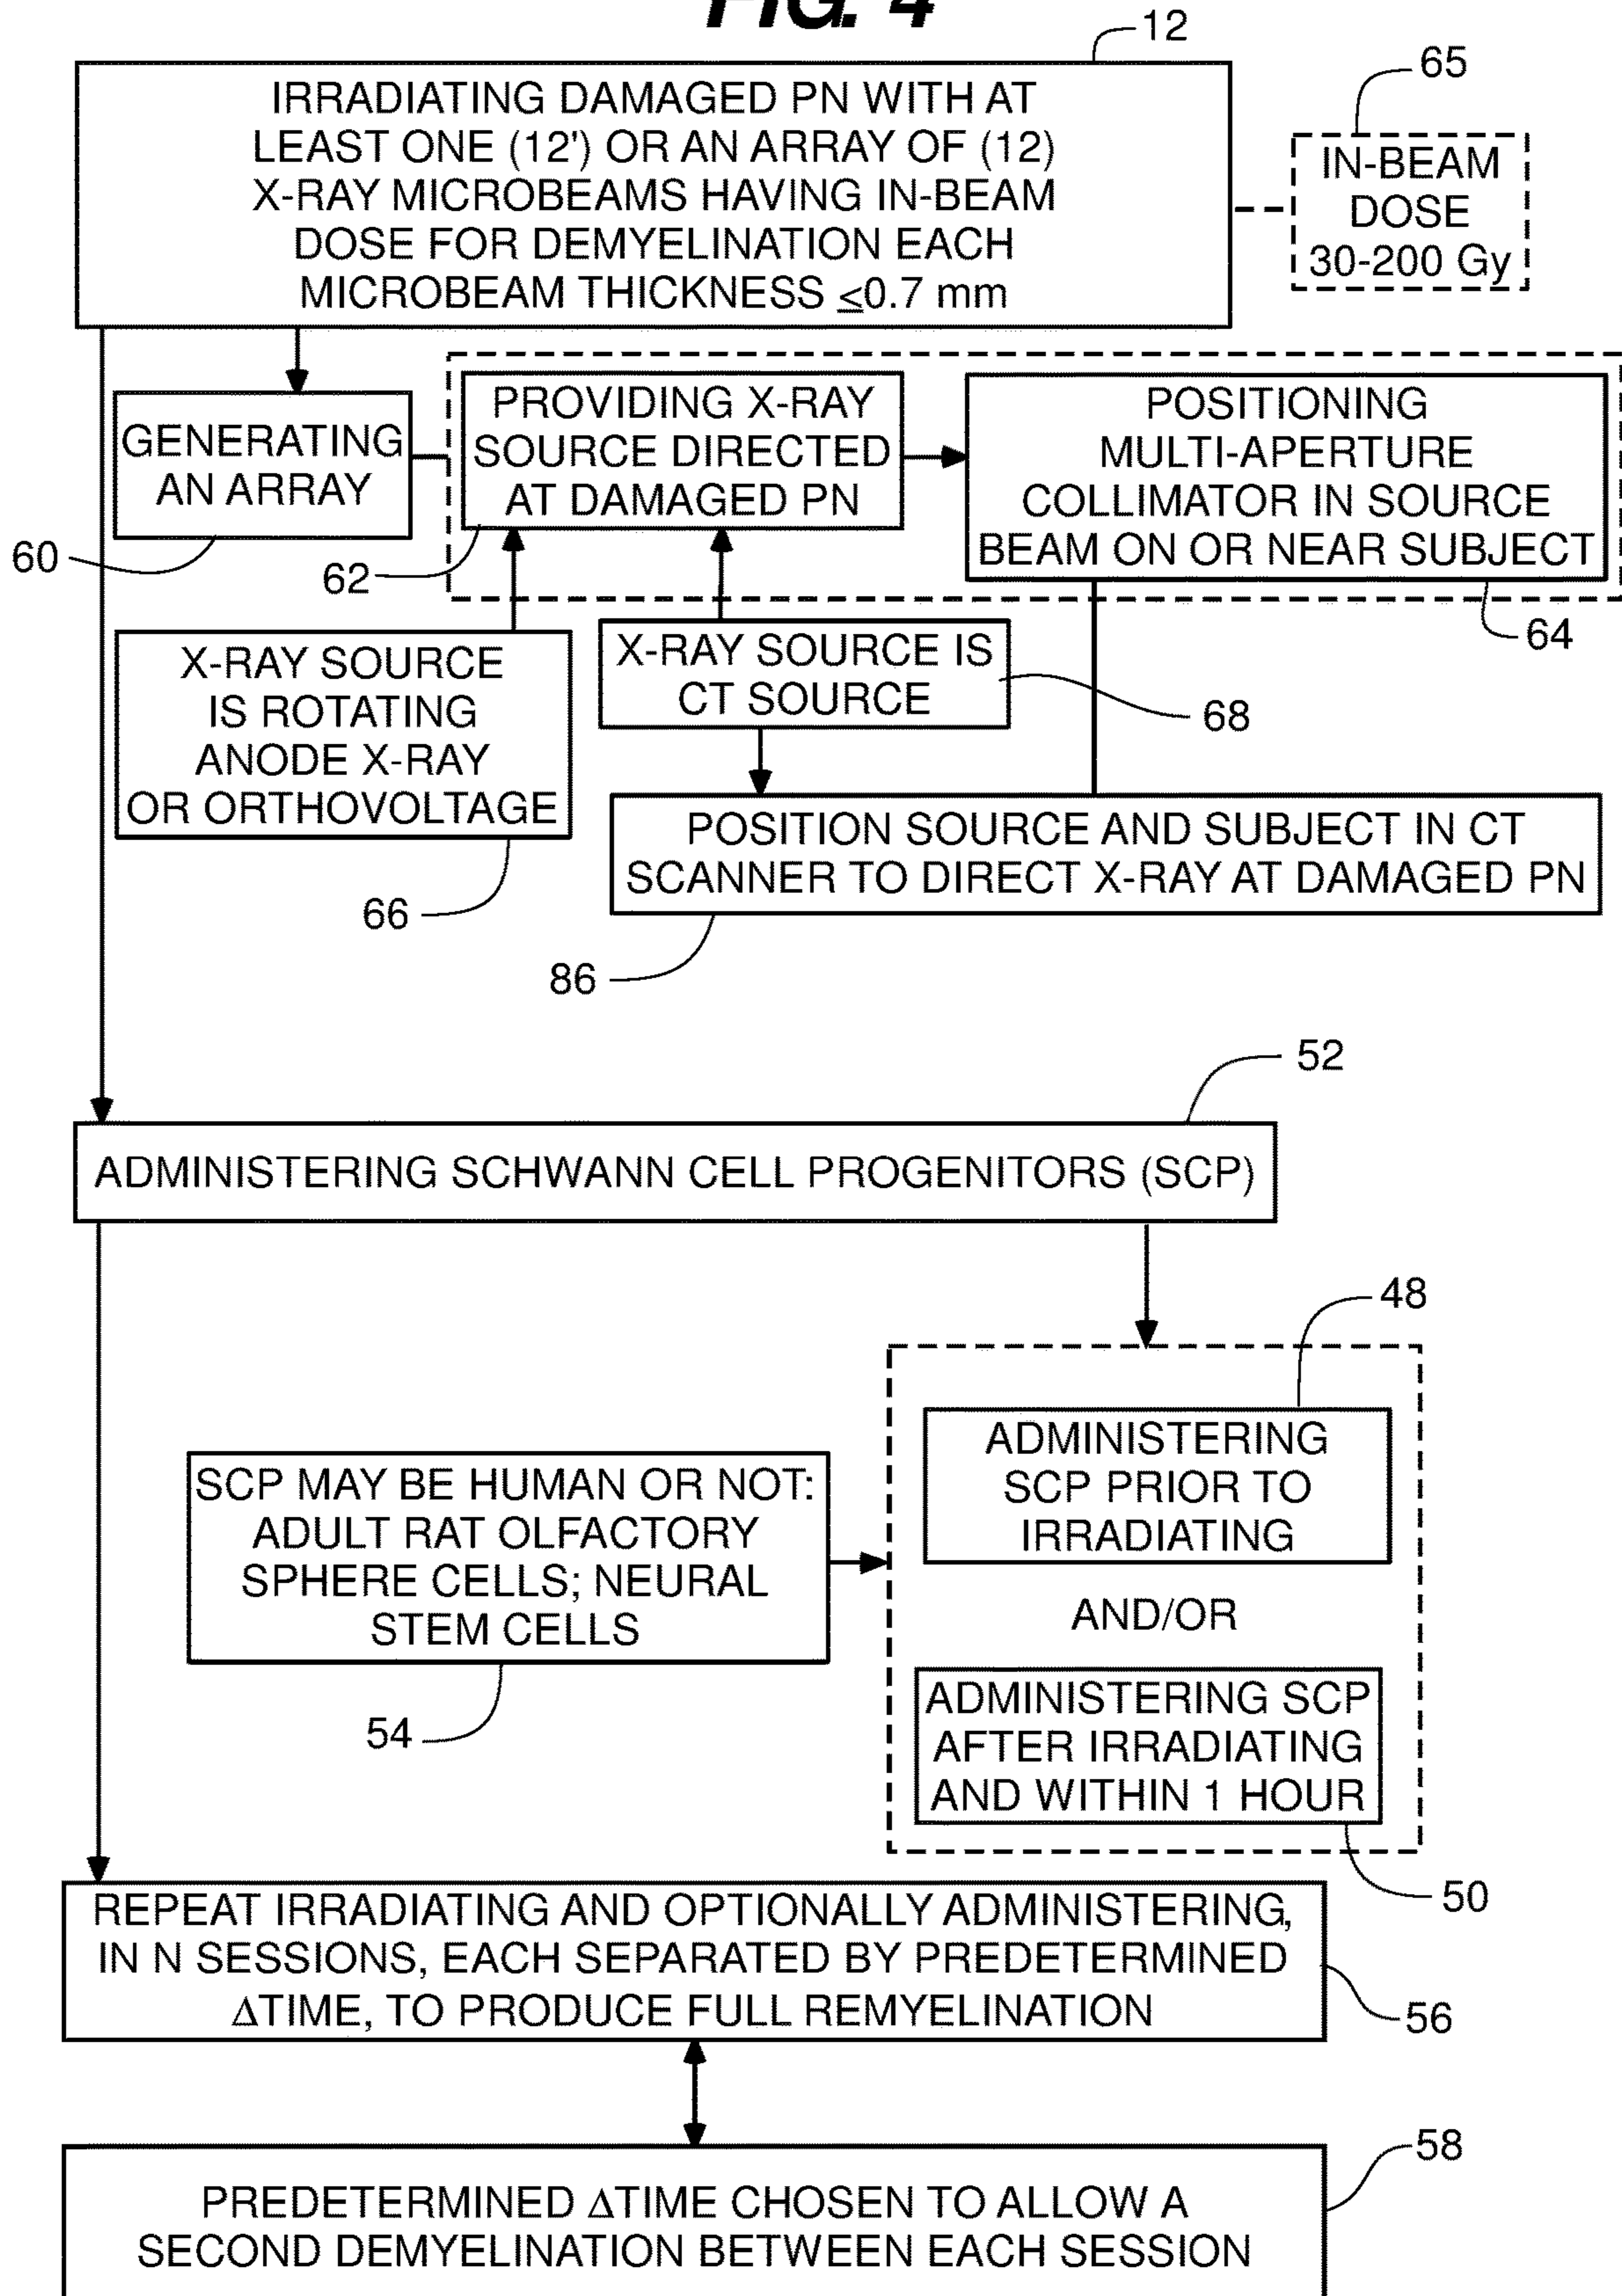 FIG. 4
12
IRRADIATING DAMAGED PN WITH AT
LEAST ONE (12') OR AN ARRAY OF (12)
X-RAY MICROBEAMS HAVING IN-BEAM
DOSE FOR DEMYELINATION EACH
MICROBEAM THICKNESS ≤0.7 mm
65
IN-BEAM
DOSE
30-200 Gy
GENERATING
AN ARRAY
60
PROVIDING X-RAY
SOURCE DIRECTED
AT DAMAGED PN
62
POSITIONING
MULTI-APERTURE
COLLIMATOR IN SOURCE
BEAM ON OR NEAR SUBJECT
64
X-RAY SOURCE
IS ROTATING
ANODE X-RAY
OR ORTHOVOLTAGE
66
X-RAY SOURCE IS
CT SOURCE
68
POSITION SOURCE AND SUBJECT IN CT
SCANNER TO DIRECT X-RAY AT DAMAGED PN
86
52
ADMINISTERING SCHWANN CELL PROGENITORS (SCP)
48
ADMINISTERING
SCP PRIOR TO
IRRADIATING
AND/OR
ADMINISTERING SCP
AFTER IRRADIATING
AND WITHIN 1 HOUR
50
SCP MAY BE HUMAN OR NOT:
ADULT RAT OLFACTORY
SPHERE CELLS; NEURAL
STEM CELLS
54
REPEAT IRRADIATING AND OPTIONALLY ADMINISTERING,
IN N SESSIONS, EACH SEPARATED BY PREDETERMINED
ΔTIME, TO PRODUCE FULL REMYELINATION
56
58
PREDETERMINED ΔTIME CHOSEN TO ALLOW A
SECOND DEMYELINATION BETWEEN EACH SESSION